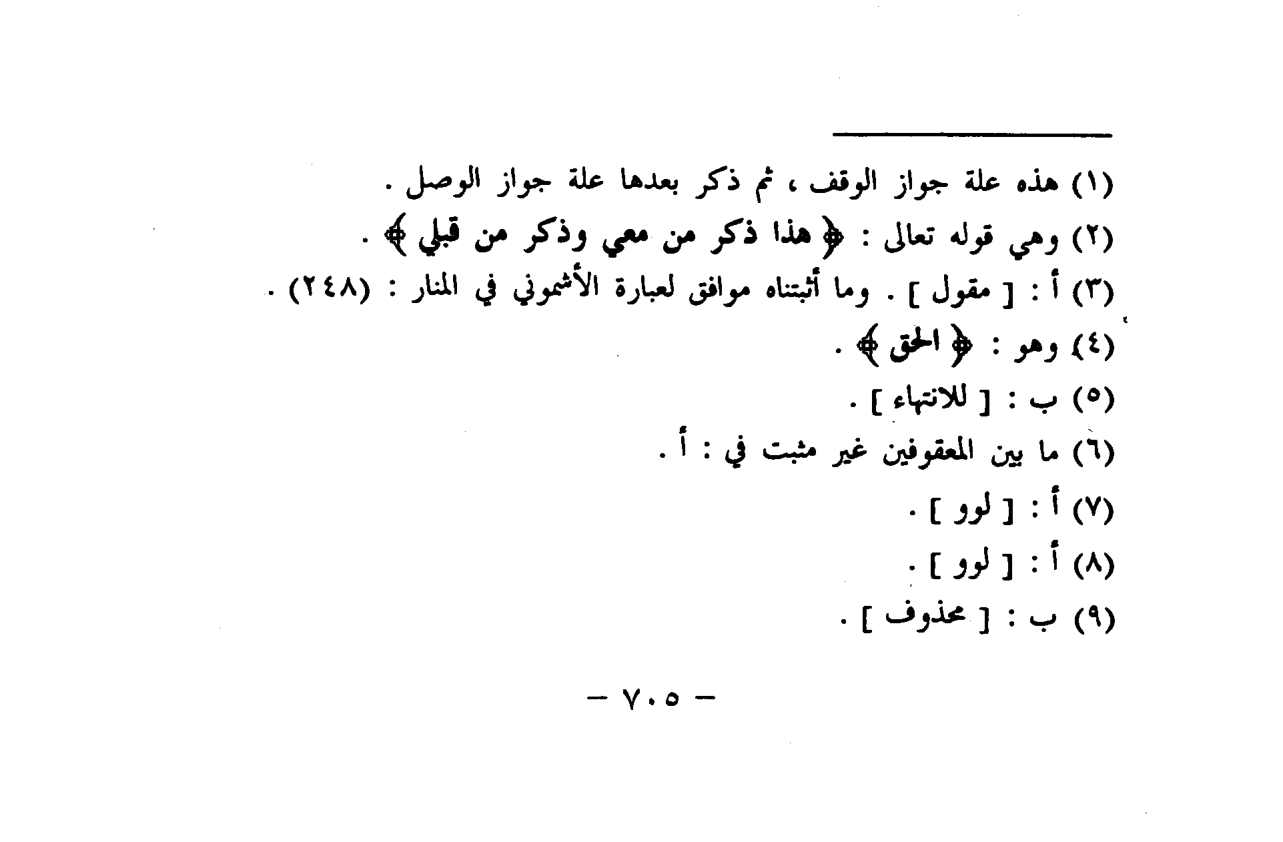 (١) هذه علة جواز الوقف ، ثم ذكر بعدها علة جواز الوصل .
(٢) وهي قوله تعالى : ﴿ هذا ذكر من معي وذكر من قبلي ﴾ .
(٣) أ : [ مقول ] . وما أثبتناه موافق لعبارة الأشموني في المنار : (٢٤٨) .
(٤) وهو : ﴿ الحق ﴾ .
(٥) ب : [ للانتهاء ] .
(٦) ما بين المعقوفين غير مثبت في : أ .
(٧) أ : [ لوو ] .
(٨) أ : [ لوو ] .
(٩) ب : [ محذوف ] .
– ٧٠٥ –